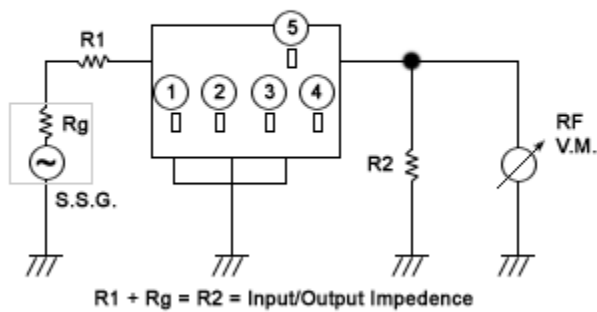 5
R1
1 2 3 4
Rg
RF
V.M.
~
R2
S.S.G.
R1 + Rg = R2 = Input/Output Impedence